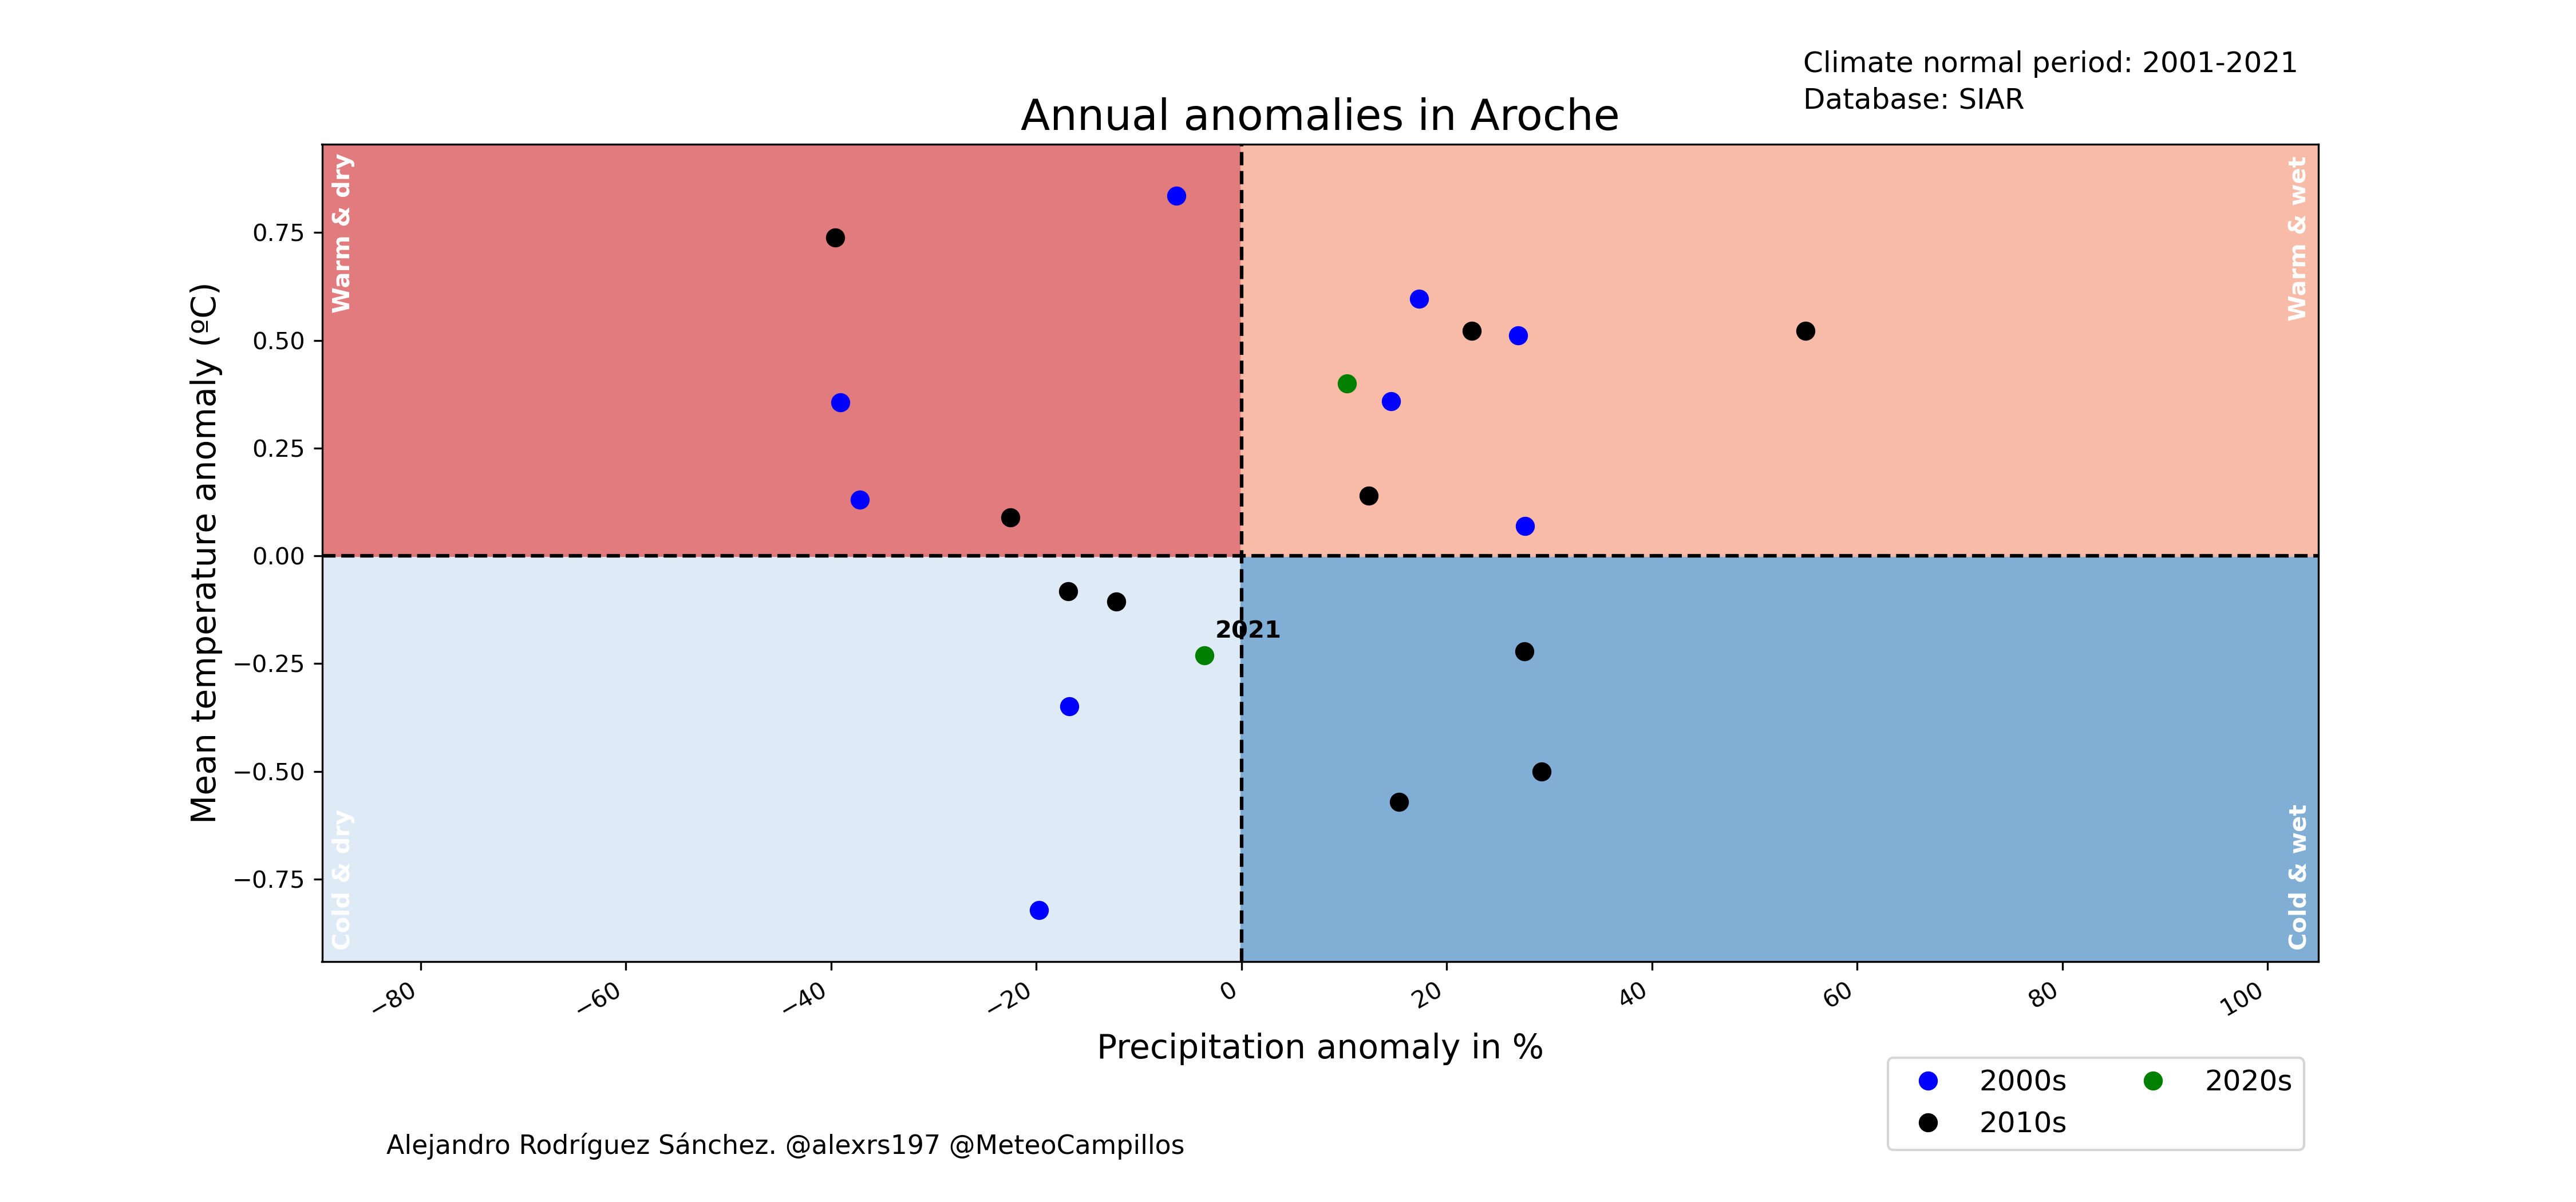 Climate normal period: 2001-2021
Database: SIAR
Annual anomalies in Aroche
Warm & dry
Warm & wet
Mean temperature anomaly (ºC)
0.75
0.50
0.25
0.00
−0.25
−0.50
−0.75
2021
Cold & dry
Cold & wet
−80 −60 −40 −20 0 20 40 60 80 100
Precipitation anomaly in %
2000s 2020s
2010s
Alejandro Rodríguez Sánchez. @alexrs197 @MeteoCampillos